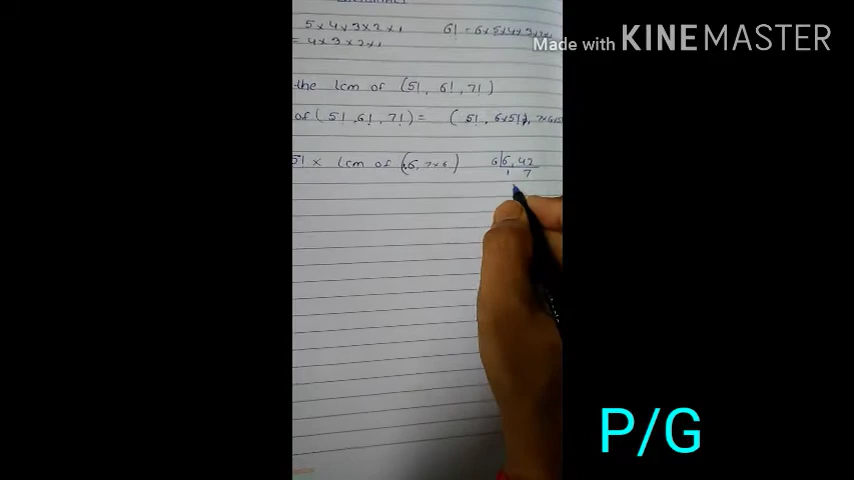 5×4×3×2×1   6! = 6×5×4×3×2×1
= 4×3×2×1
the lcm of (5!, 6!, 7!)
of (5!, 6!, 7!) = (5!, 6×5!, 7×6×
5! × lcm of (6, 7×6)   6|6, 42
1 7
Made with KINEMASTER
P/G